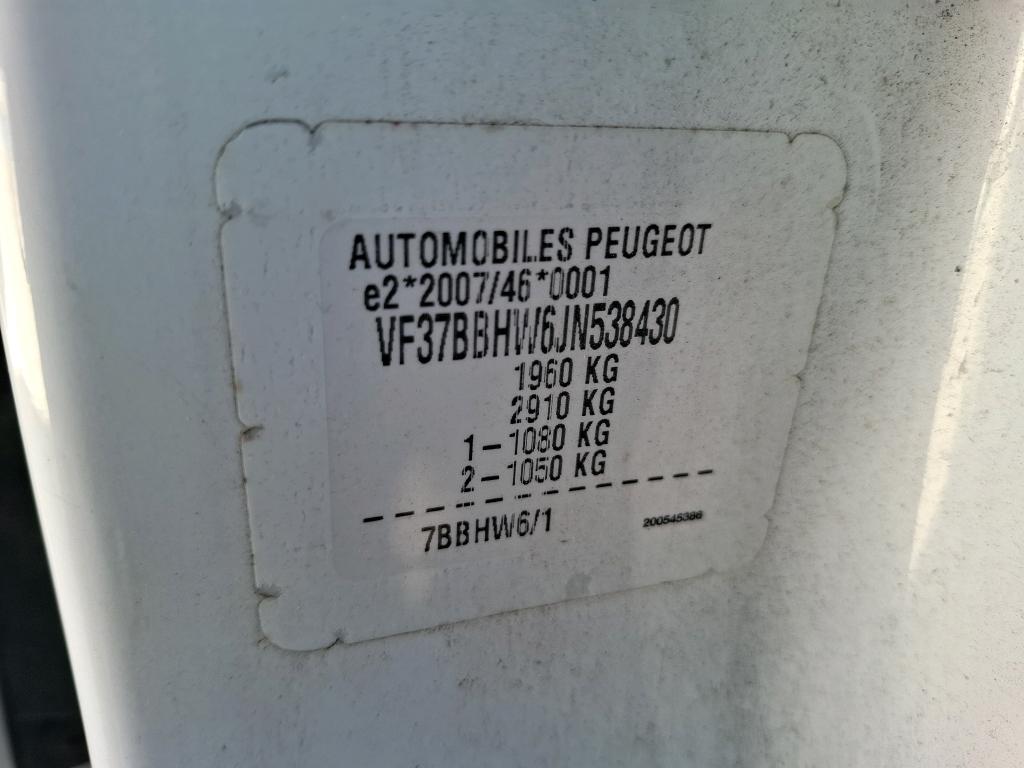 AUTOMOBILES PEUGEOT
e2*2007/46*0001
VF37BBHW6JN538430
1960 KG
2910 KG
1-1080 KG
2-1050 KG
7BBHW6/1
200545386